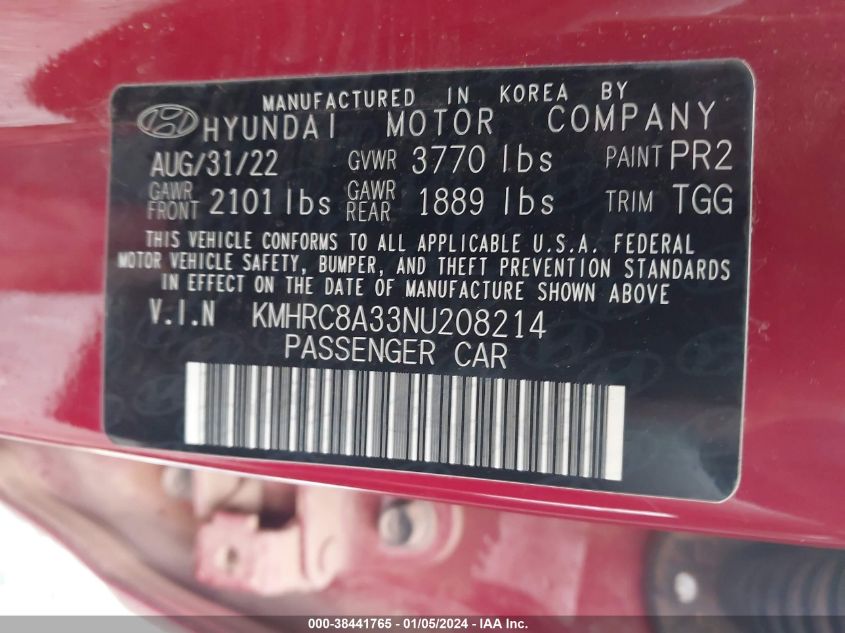 MANUFACTURED IN KOREA BY
HYUNDAI MOTOR COMPANY
AUG/31/22 GVWR 3770 lbs PAINT PR2
GAWR FRONT 2101 lbs GAWR REAR 1889 lbs TRIM TGG
THIS VEHICLE CONFORMS TO ALL APPLICABLE U.S.A. FEDERAL
MOTOR VEHICLE SAFETY, BUMPER, AND THEFT PREVENTION STANDARDS
IN EFFECT ON THE DATE OF MANUFACTURE SHOWN ABOVE
V.I.N KMHRC8A33NU208214
PASSENGER CAR
000-38441765 - 01/05/2024 - IAA Inc.